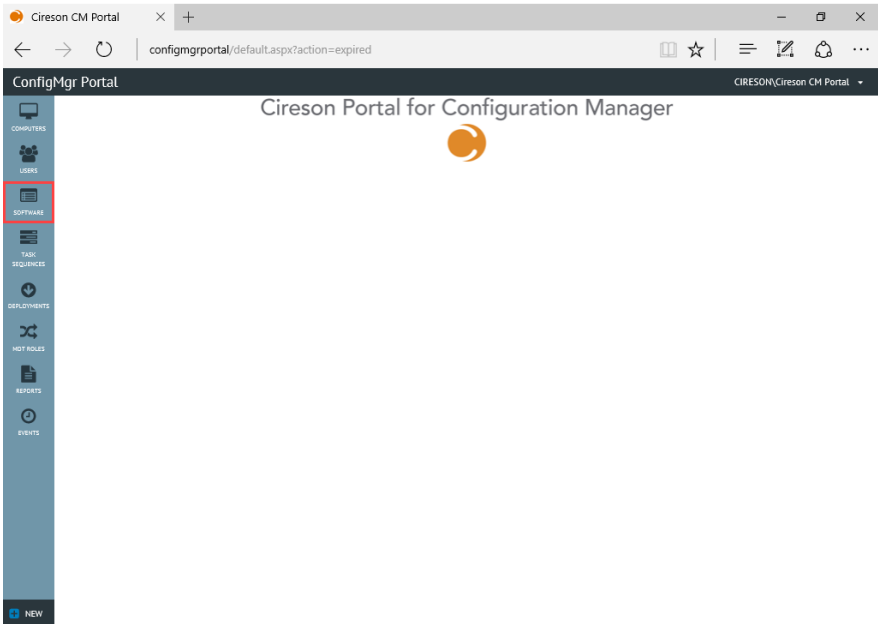 Cireson CM Portal
configmgrportal/default.aspx?action=expired
ConfigMgr Portal
CIRESON\Cireson CM Portal
Cireson Portal for Configuration Manager
COMPUTERS
USERS
SOFTWARE
TASK
SEQUENCES
DEPLOYMENTS
MDT ROLES
REPORTS
EVENTS
NEW